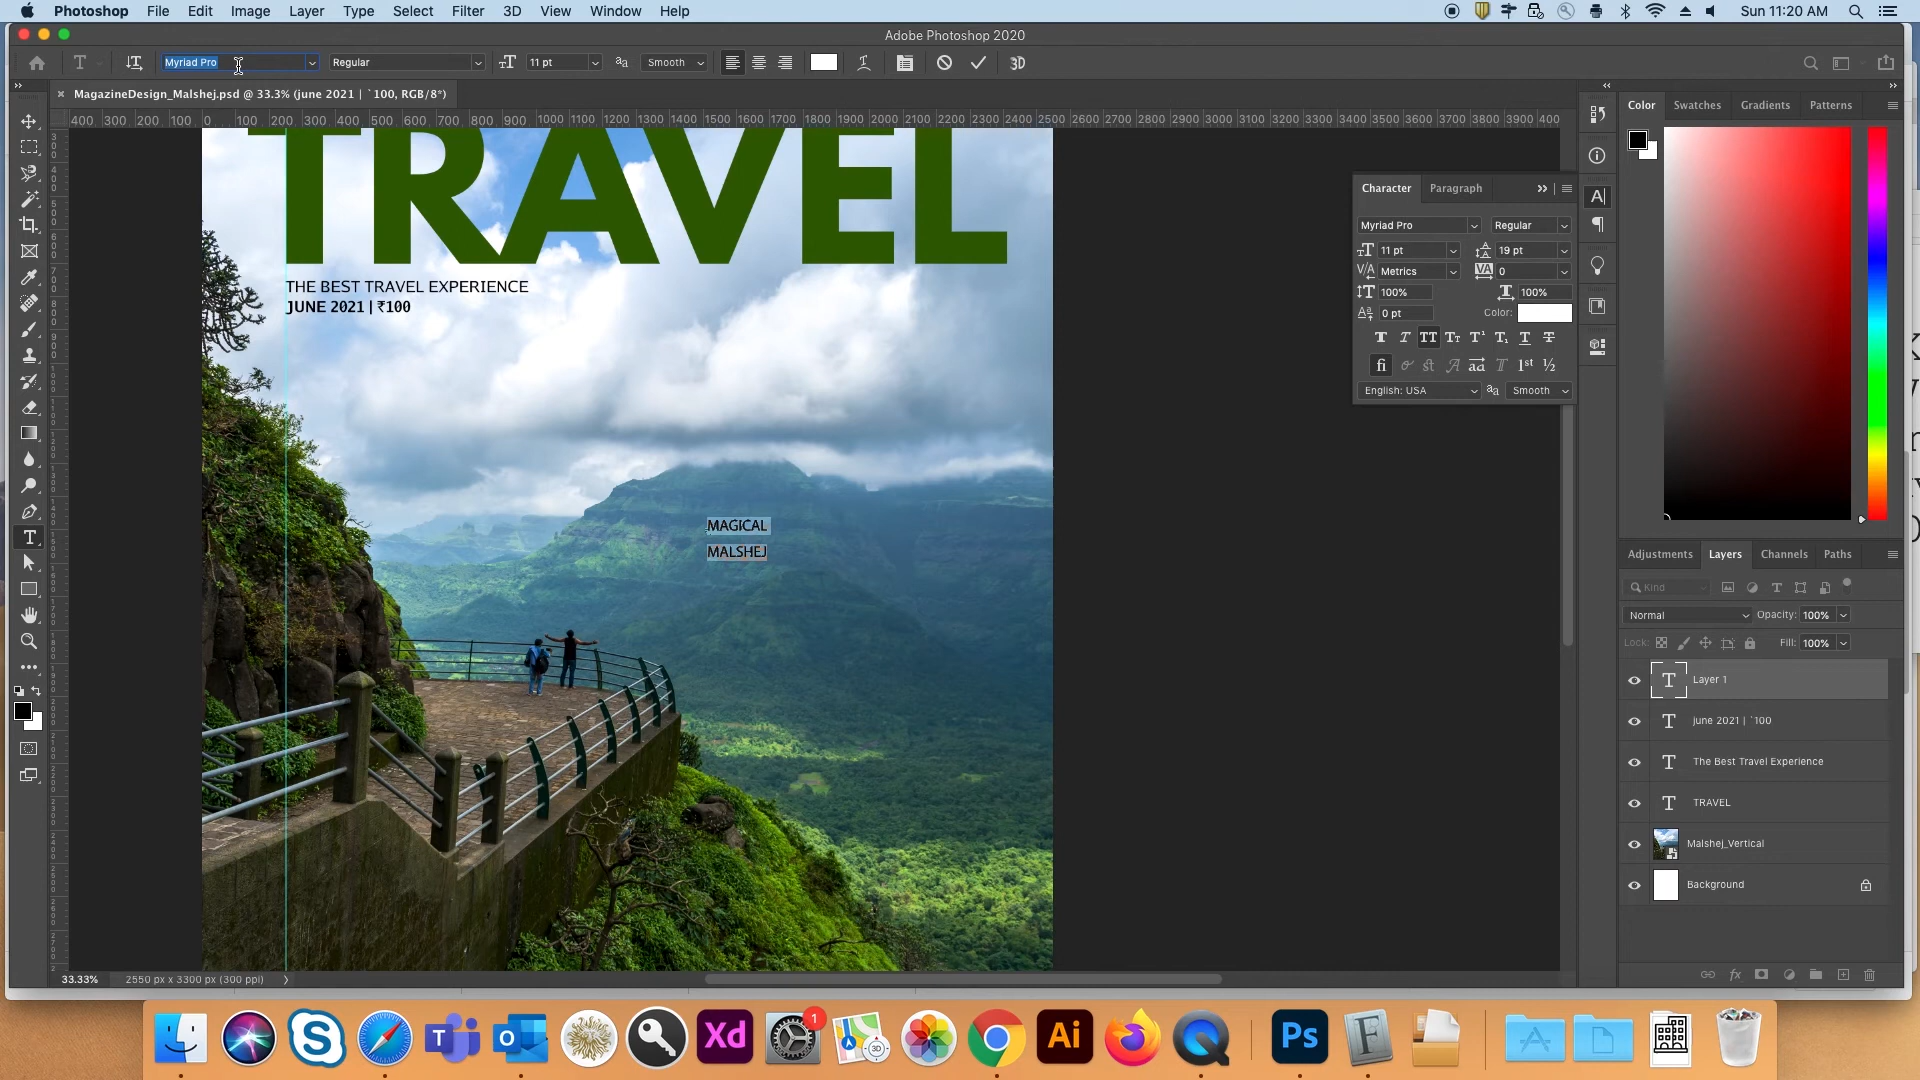 Photoshop File Edit Image Layer Type Select Filter 3D View Window Help Sun 11:20 AM
Adobe Photoshop 2020
Myriad Pro Regular 11 pt Smooth 3D
MagazineDesign_Malshej.psd @ 33.3% (june 2021 | `100, RGB/8*)
400 300 200 100 0 100 200 300 400 500 600 700 800 900 1000 1100 1200 1300 1400 1500 1600 1700 1800 1900 2000 2100 2200 2300 2400 2500 2600 2700 2800 2900 3000 3100 3200 3300 3400 3500 3600 3700 3800 3900 400
TRAVEL
THE BEST TRAVEL EXPERIENCE
JUNE 2021 | ₹100
MAGICAL
MALSHEJ
Character Paragraph
Myriad Pro Regular
11 pt 19 pt
Metrics 0
100% 100%
0 pt Color:
English: USA Smooth
Color Swatches Gradients Patterns
Adjustments Layers Channels Paths
Kind
Normal Opacity: 100%
Lock: Fill: 100%
Layer 1
june 2021 | `100
The Best Travel Experience
TRAVEL
Malshej_Vertical
Background
33.33% 2550 px x 3300 px (300 ppi)
Xd 1 3D Ai Ps F